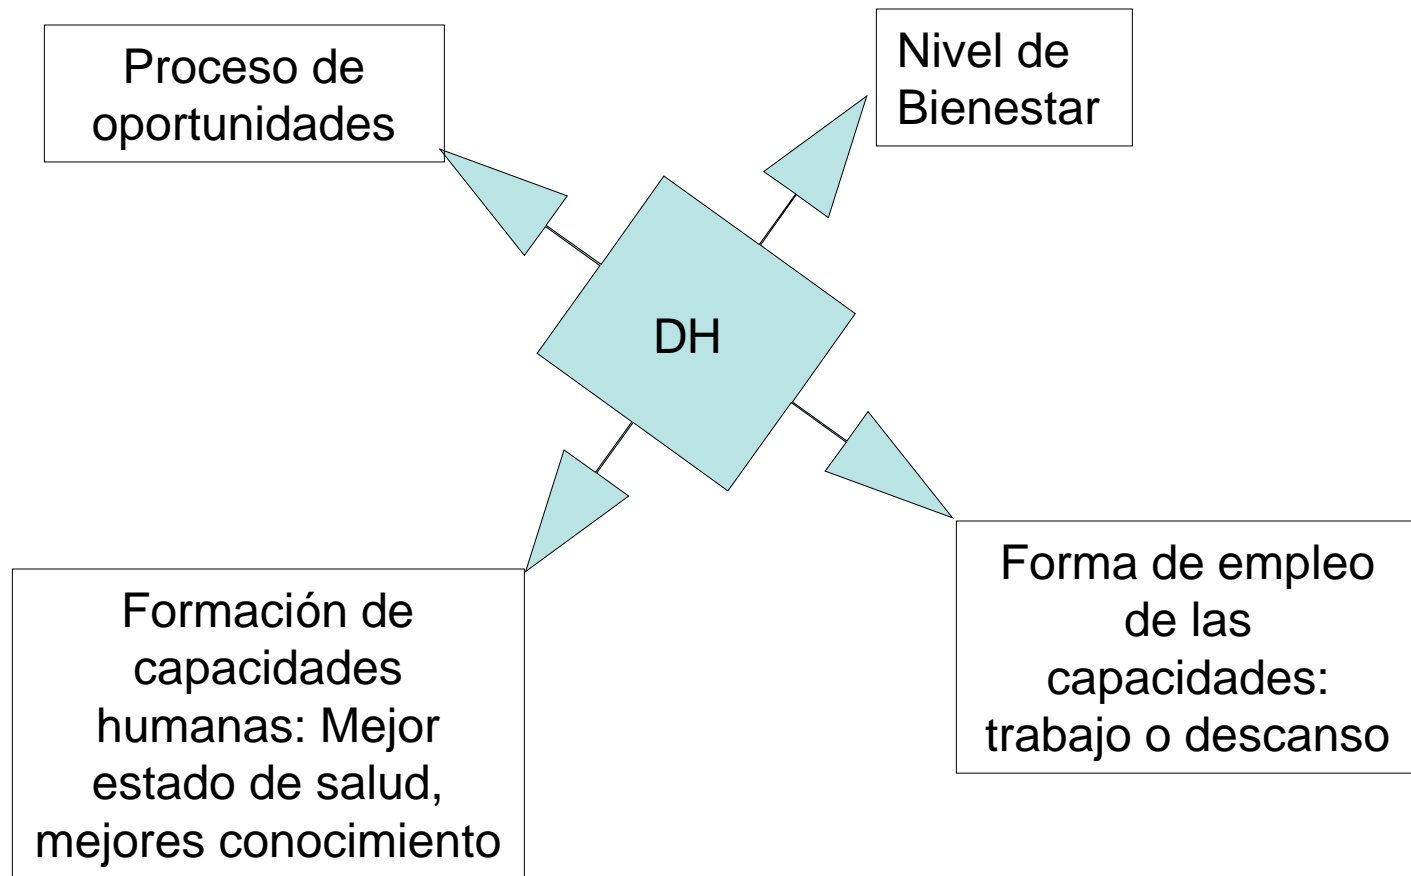 Proceso de
oportunidades
Nivel de
Bienestar
DH
Formación de
capacidades
humanas: Mejor
estado de salud,
mejores conocimiento
Forma de empleo
de las
capacidades:
trabajo o descanso